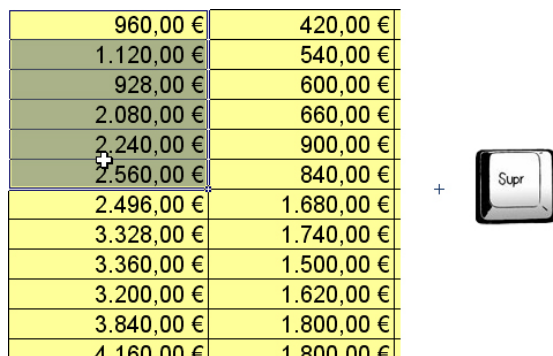 960,00 € 420,00 €
1.120,00 € 540,00 €
928,00 € 600,00 €
2.080,00 € 660,00 €
2.240,00 € 900,00 €
2.560,00 € 840,00 € + Supr
2.496,00 € 1.680,00 €
3.328,00 € 1.740,00 €
3.360,00 € 1.500,00 €
3.200,00 € 1.620,00 €
3.840,00 € 1.800,00 €
4.160,00 € 1.800,00 €